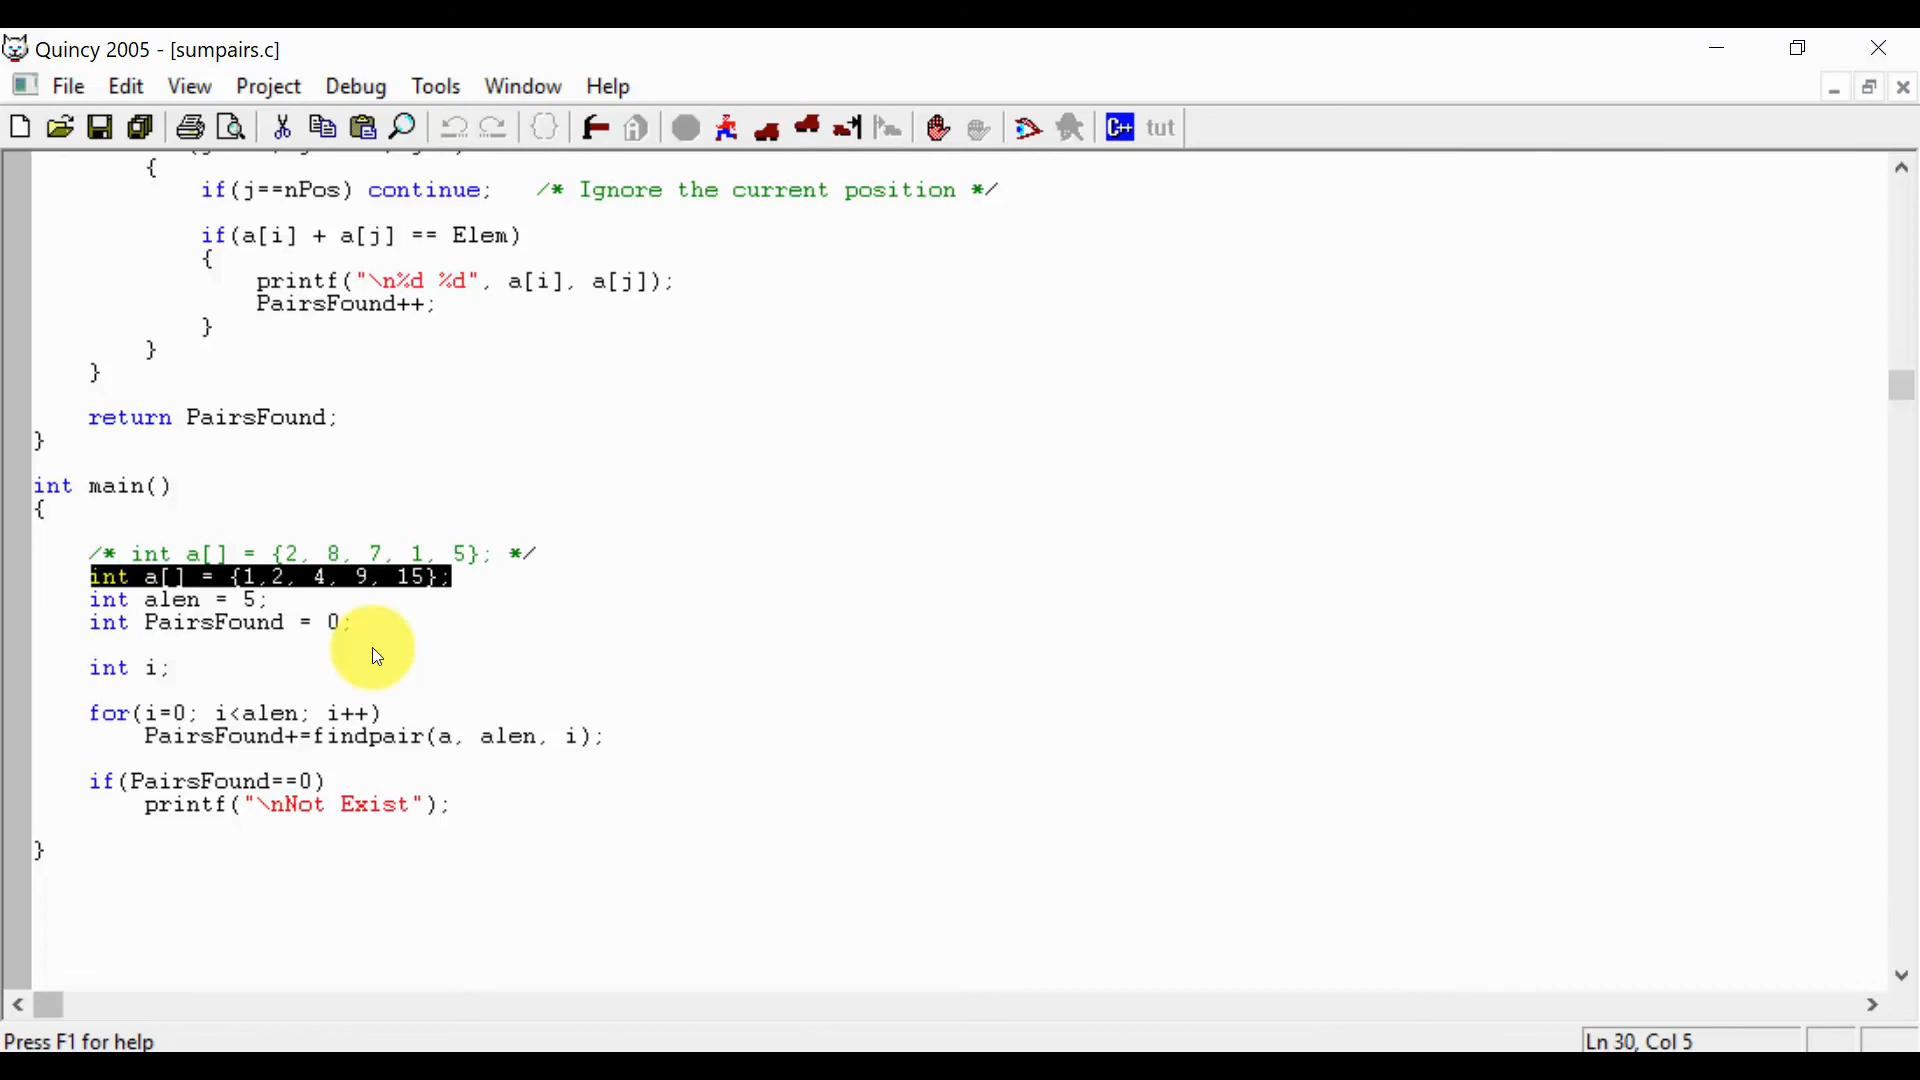 Quincy 2005 - [sumpairs.c]
File Edit View Project Debug Tools Window Help
C++ tut
{
if(j==nPos) continue; /* Ignore the current position */
if(a[i] + a[j] == Elem)
{
printf("\n%d %d", a[i], a[j]);
PairsFound++;
}
}
}
return PairsFound;
}
int main()
{
/* int a[] = {2, 8, 7, 1, 5}; */
int a[] = {1,2, 4, 9, 15};
int alen = 5;
int PairsFound = 0;
int i;
for(i=0; i<alen; i++)
PairsFound+=findpair(a, alen, i);
if(PairsFound==0)
printf("\nNot Exist");
}
Press F1 for help
Ln 30, Col 5